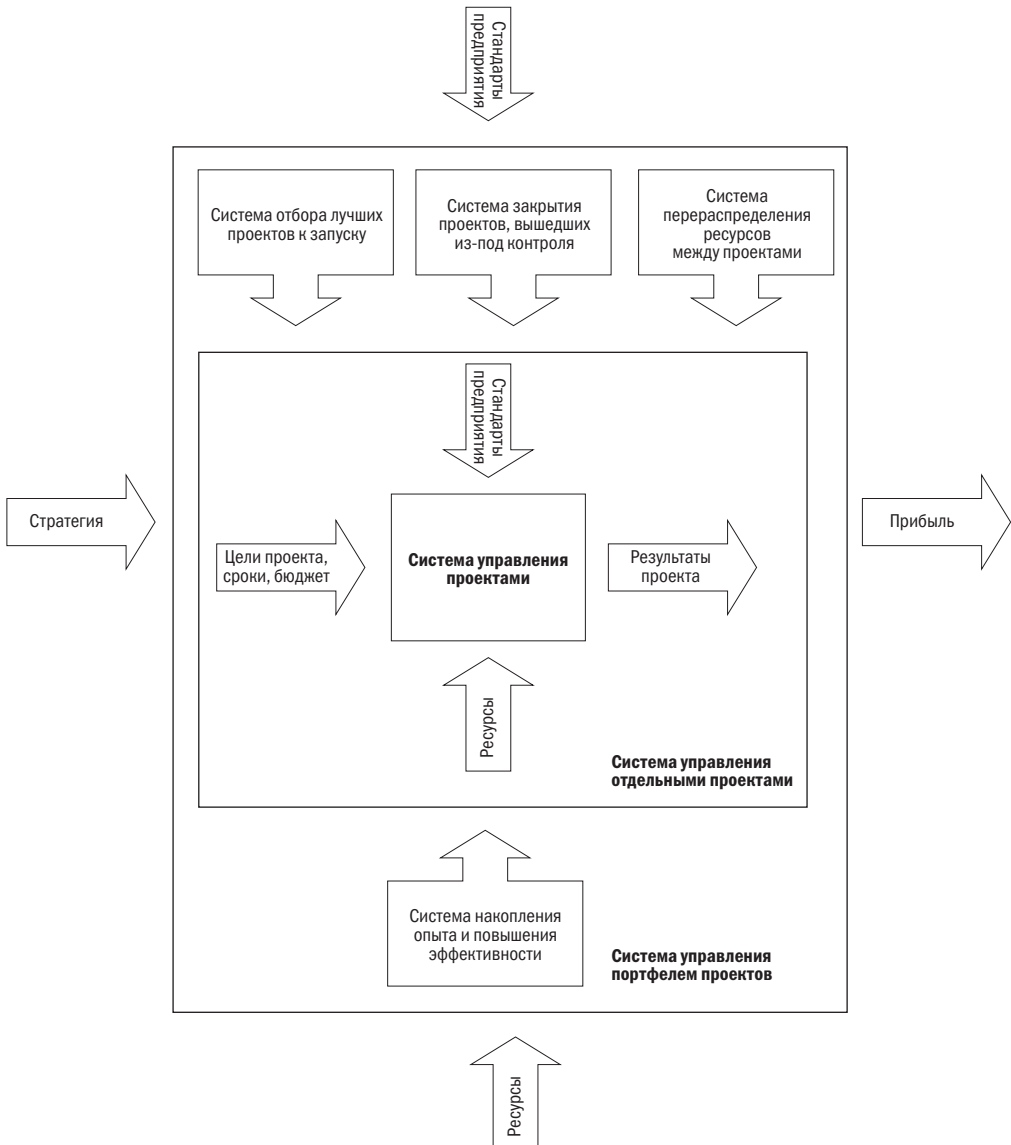 Стандарты
предприятия
Система отбора лучших
проектов к запуску
Система закрытия
проектов, вышедших
из-под контроля
Система
перераспределения
ресурсов
между проектами
Стандарты
предприятия
Стратегия
Цели проекта,
сроки, бюджет
Система управления
проектами
Результаты
проекта
Прибыль
Ресурсы
Система управления
отдельными проектами
Система накопления
опыта и повышения
эффективности
Система управления
портфелем проектов
Ресурсы